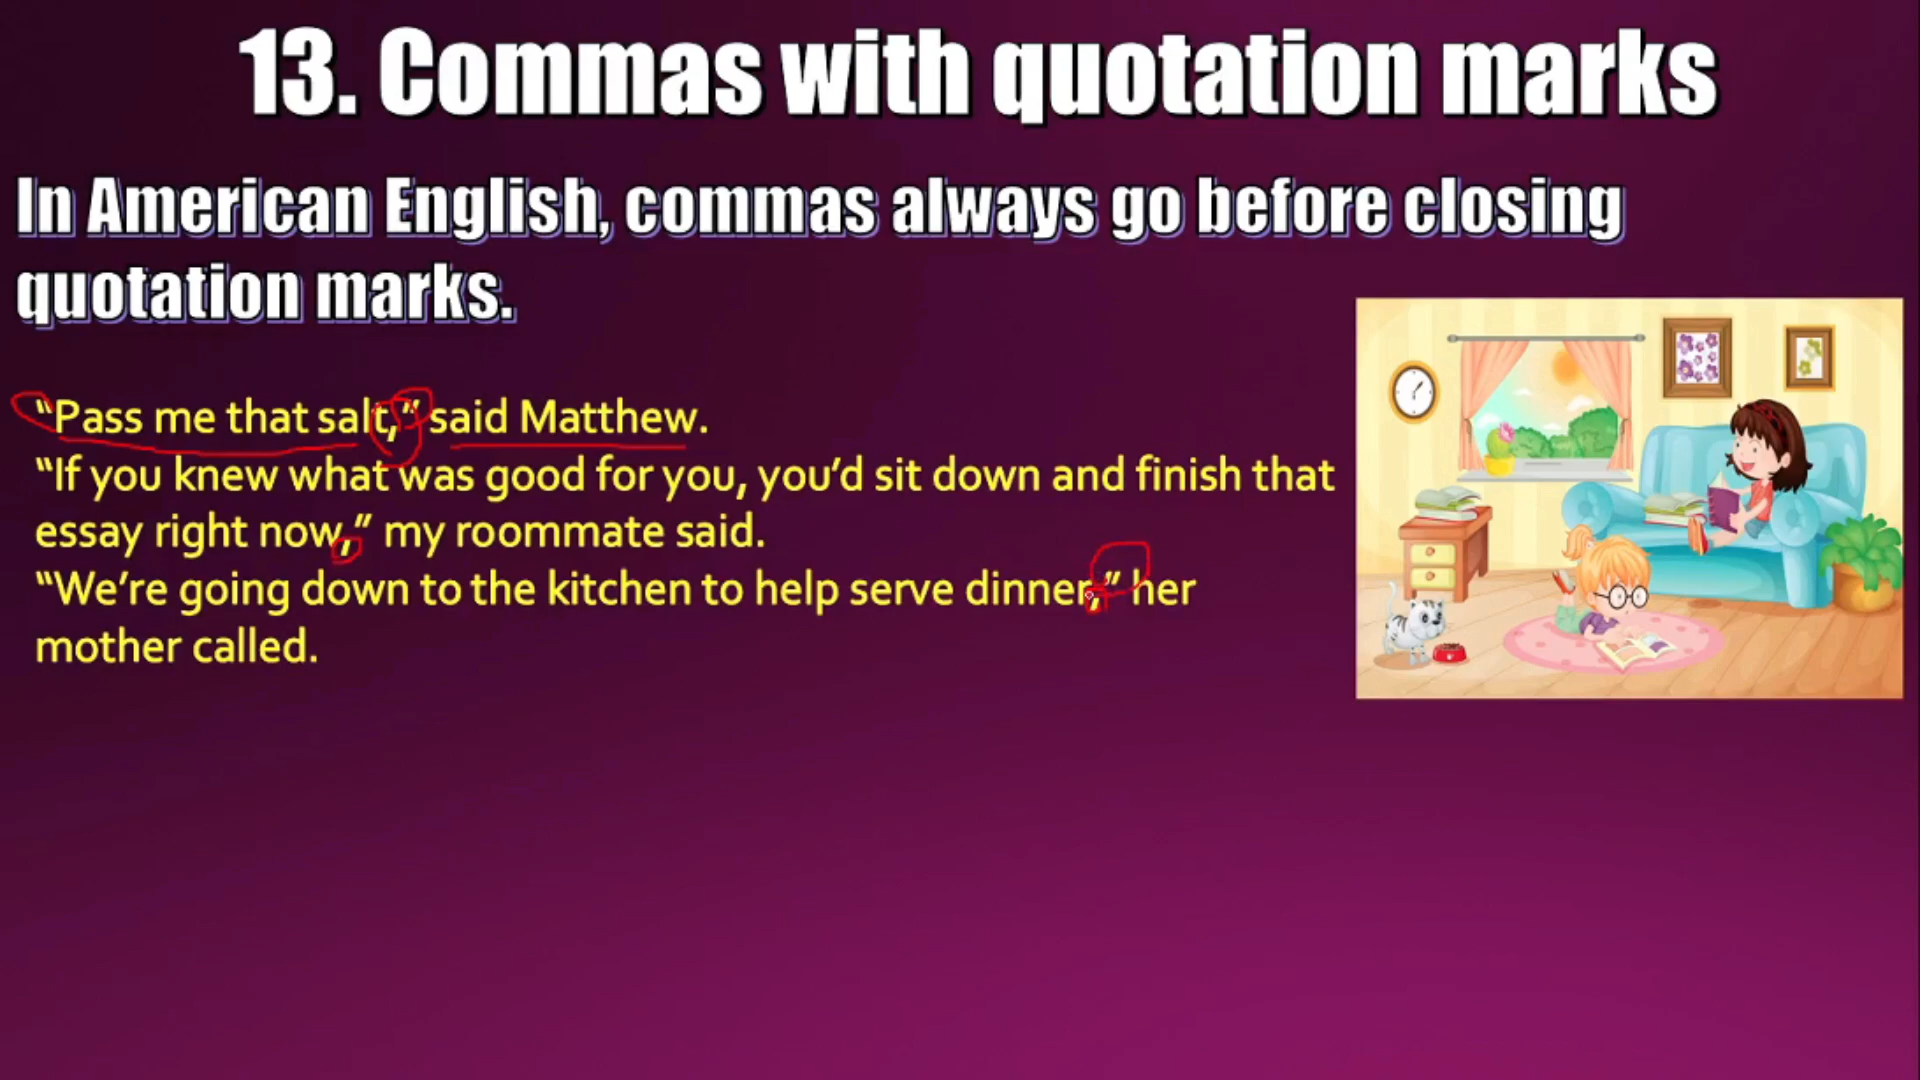 13. Commas with quotation marks
In American English, commas always go before closing
quotation marks.
“Pass me that salt,” said Matthew.
“If you knew what was good for you, you’d sit down and finish that
essay right now,” my roommate said.
“We’re going down to the kitchen to help serve dinner,” her
mother called.